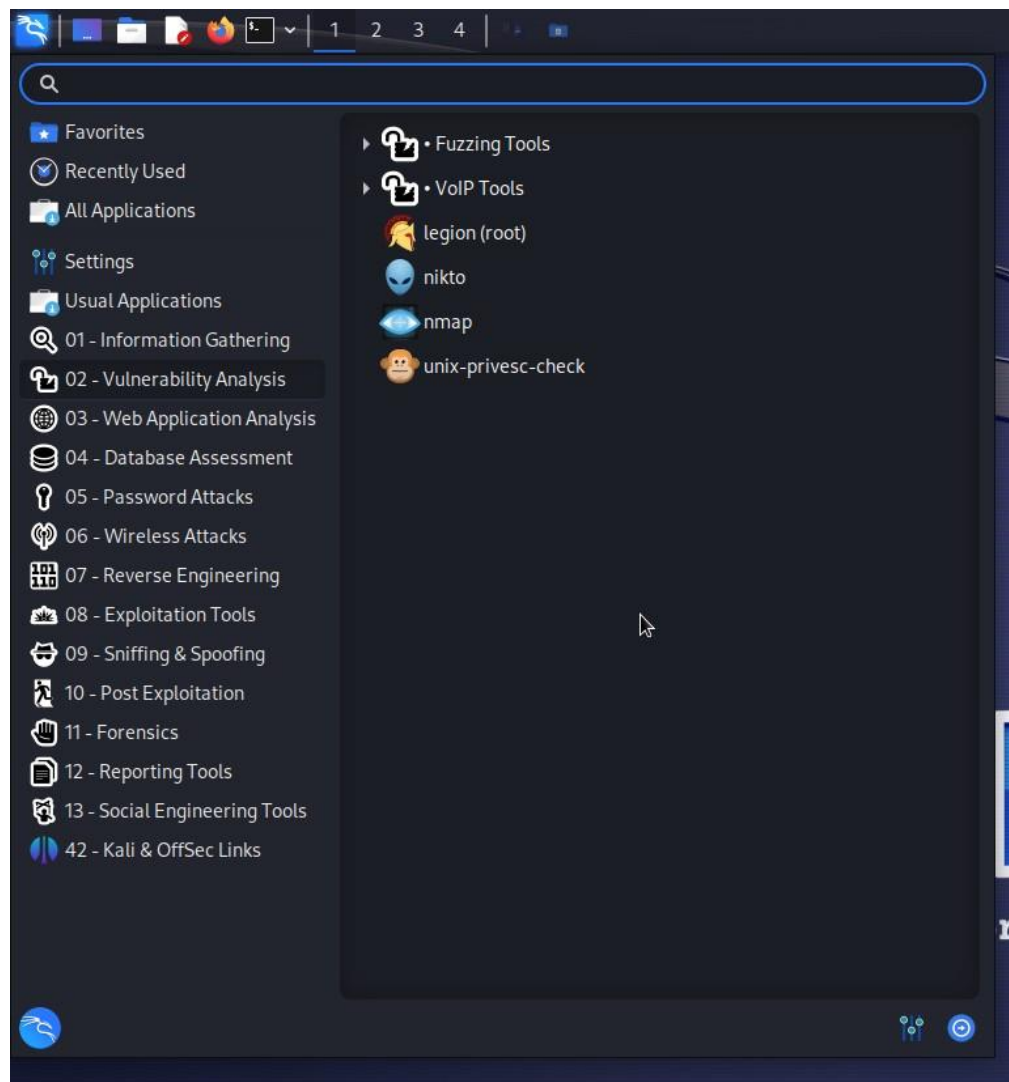 1 2 3 4
Favorites
Recently Used
All Applications
Settings
Usual Applications
01 - Information Gathering
02 - Vulnerability Analysis
03 - Web Application Analysis
04 - Database Assessment
05 - Password Attacks
06 - Wireless Attacks
07 - Reverse Engineering
08 - Exploitation Tools
09 - Sniffing & Spoofing
10 - Post Exploitation
11 - Forensics
12 - Reporting Tools
13 - Social Engineering Tools
42 - Kali & OffSec Links
• Fuzzing Tools
• VoIP Tools
legion (root)
nikto
nmap
unix-privesc-check